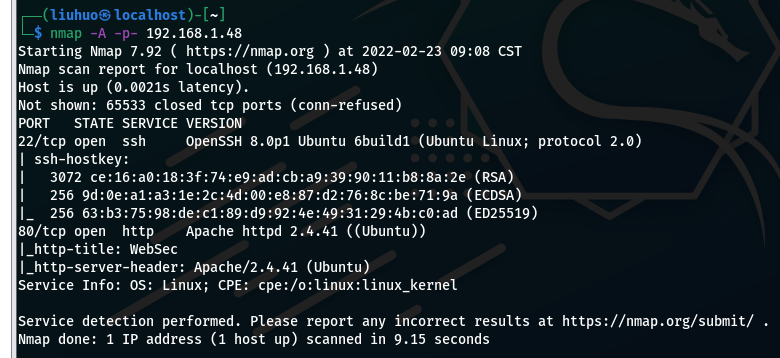 ┌──(liuhuo㉿localhost)-[~]
└─$ nmap -A -p- 192.168.1.48
Starting Nmap 7.92 ( https://nmap.org ) at 2022-02-23 09:08 CST
Nmap scan report for localhost (192.168.1.48)
Host is up (0.0021s latency).
Not shown: 65533 closed tcp ports (conn-refused)
PORT   STATE SERVICE VERSION
22/tcp open  ssh     OpenSSH 8.0p1 Ubuntu 6build1 (Ubuntu Linux; protocol 2.0)
| ssh-hostkey:
|   3072 ce:16:a0:18:3f:74:e9:ad:cb:a9:39:90:11:b8:8a:2e (RSA)
|   256 9d:0e:a1:a3:1e:2c:4d:00:e8:87:d2:76:8c:be:71:9a (ECDSA)
|_  256 63:b3:75:98:de:c1:89:d9:92:4e:49:31:29:4b:c0:ad (ED25519)
80/tcp open  http    Apache httpd 2.4.41 ((Ubuntu))
|_http-title: WebSec
|_http-server-header: Apache/2.4.41 (Ubuntu)
Service Info: OS: Linux; CPE: cpe:/o:linux:linux_kernel

Service detection performed. Please report any incorrect results at https://nmap.org/submit/ .
Nmap done: 1 IP address (1 host up) scanned in 9.15 seconds